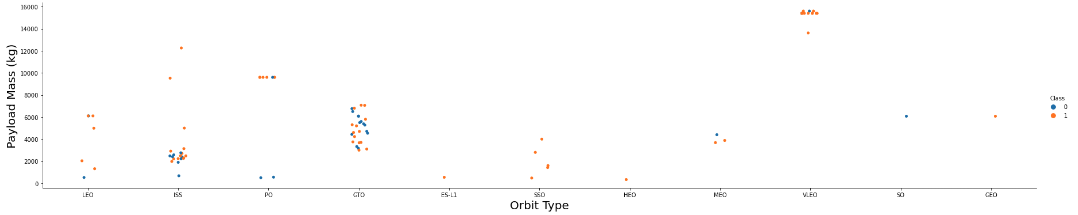 16000
14000
12000
10000
8000
6000
4000
2000
0
Payload Mass (kg)
LEO
ISS
PO
GTO
ES-L1
SSO
HEO
MEO
VLEO
SO
GEO
Orbit Type
Class
0
1